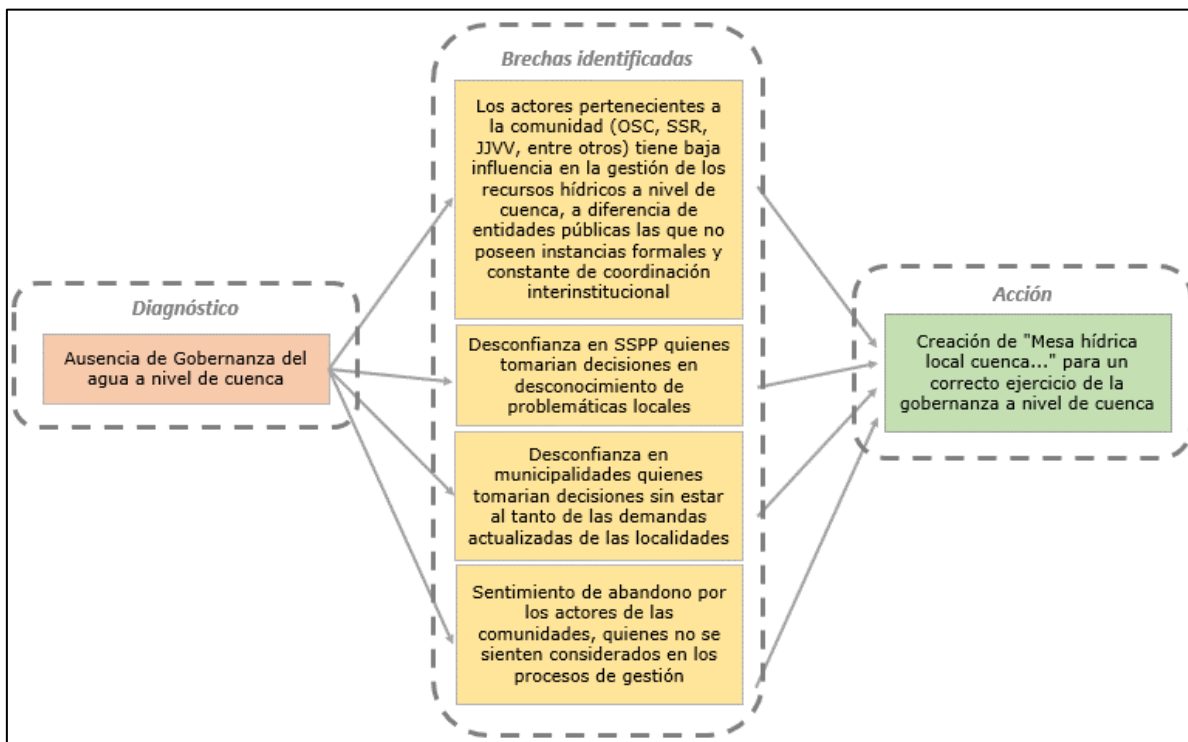 Brechas identificadas
Los actores pertenecientes a
la comunidad (OSC, SSR,
JJVV, entre otros) tiene baja
influencia en la gestión de los
recursos hídricos a nivel de
cuenca, a diferencia de
entidades públicas las que no
poseen instancias formales y
constante de coordinación
interinstitucional
Diagnóstico
Ausencia de Gobernanza del
agua a nivel de cuenca
Desconfianza en SSPP quienes
tomarian decisiones en
desconocimiento de
problemáticas locales
Desconfianza en
municipalidades quienes
tomarian decisiones sin estar
al tanto de las demandas
actualizadas de las localidades
Sentimiento de abandono por
los actores de las
comunidades, quienes no se
sienten considerados en los
procesos de gestión
Acción
Creación de "Mesa hídrica
local cuenca..." para un
correcto ejercicio de la
gobernanza a nivel de cuenca